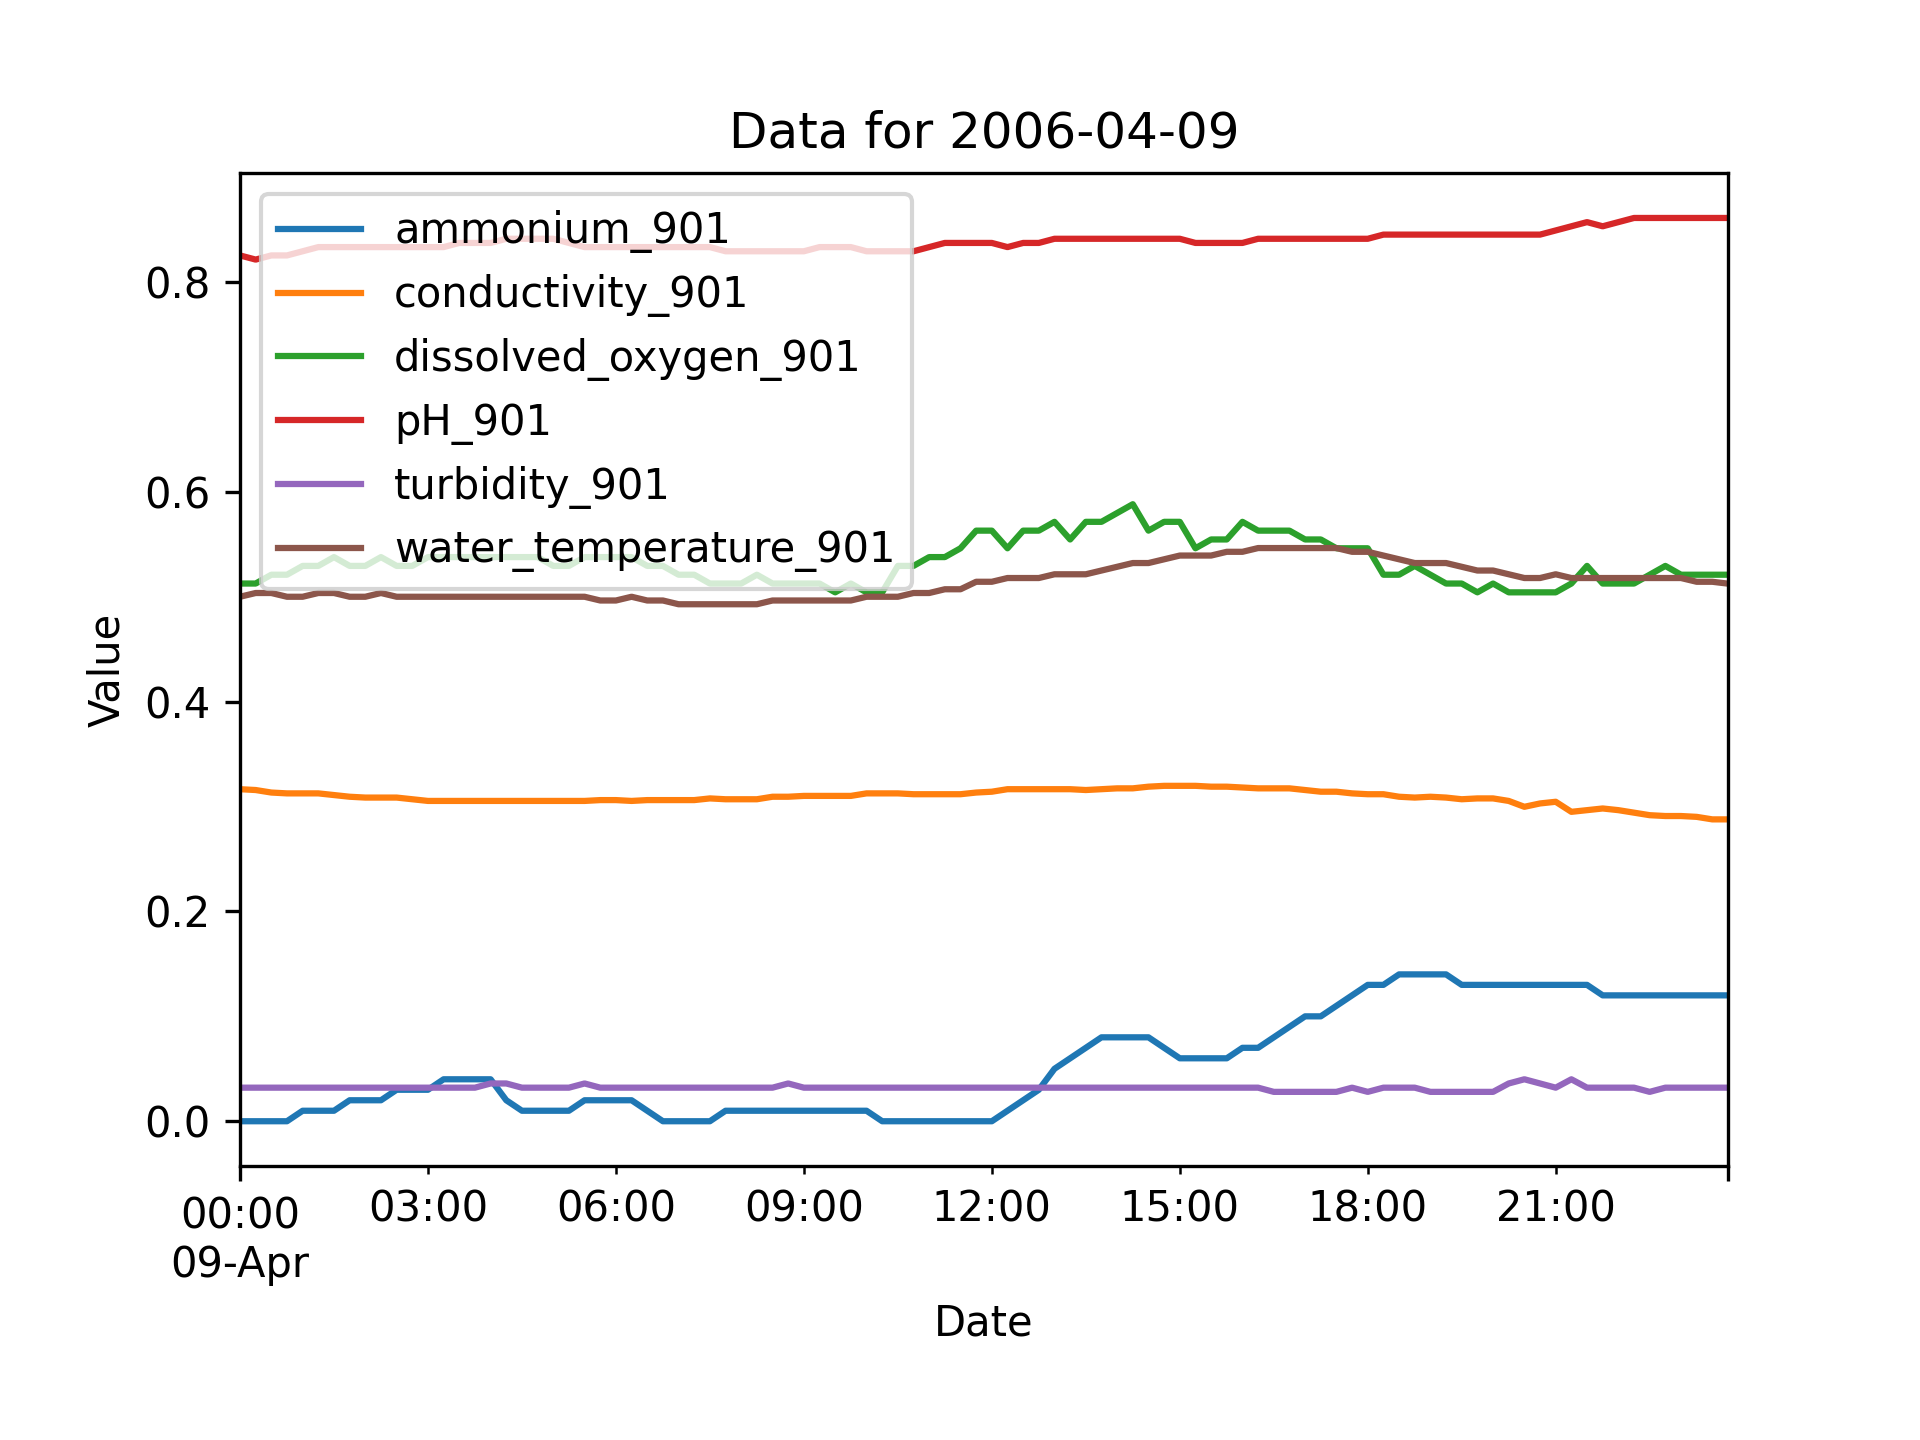 Data for 2006-04-09
ammonium_901
conductivity_901
dissolved_oxygen_901
pH_901
turbidity_901
water_temperature_901
Value
0.8
0.6
0.4
0.2
0.0
00:00 03:00 06:00 09:00 12:00 15:00 18:00 21:00
09-Apr
Date